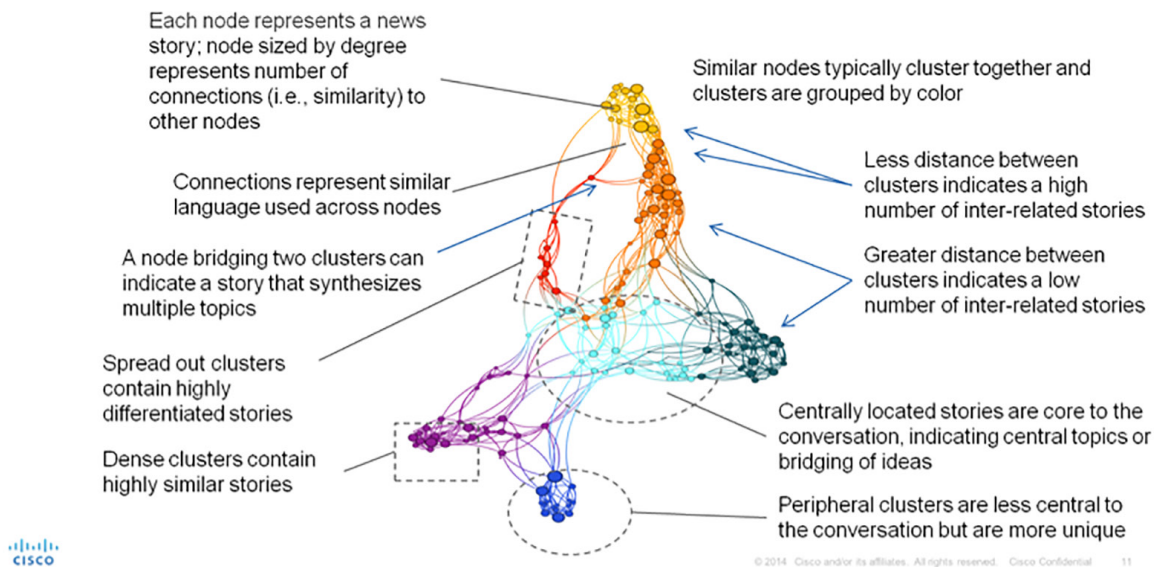 Each node represents a news
story; node sized by degree
represents number of
connections (i.e., similarity) to
other nodes
Similar nodes typically cluster together and
clusters are grouped by color
Connections represent similar
language used across nodes
Less distance between
clusters indicates a high
number of inter-related stories
A node bridging two clusters can
indicate a story that synthesizes
multiple topics
Greater distance between
clusters indicates a low
number of inter-related stories
Spread out clusters
contain highly
differentiated stories
Dense clusters contain
highly similar stories
Centrally located stories are core to the
conversation, indicating central topics or
bridging of ideas
Peripheral clusters are less central to
the conversation but are more unique
CISCO
© 2014 Cisco and/or its affiliates. All rights reserved. Cisco Confidential 11